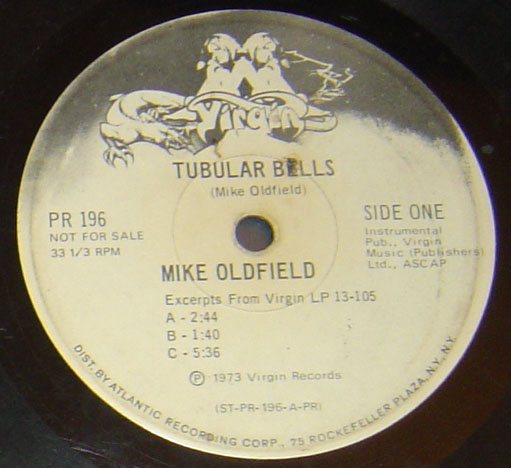 Virgin
TUBULAR BELLS
(Mike Oldfield)
PR 196
NOT FOR SALE
33 1/3 RPM
SIDE ONE
Instrumental
Pub., Virgin
Music (Publishers)
Ltd., ASCAP
MIKE OLDFIELD
Excerpts From Virgin LP 13-105
A - 2:44
B - 1:40
C - 5:36
Ⓟ 1973 Virgin Records
(ST-PR-196-A-PR)
DIST. BY ATLANTIC RECORDING CORP., 75 ROCKEFELLER PLAZA, N.Y. N.Y.